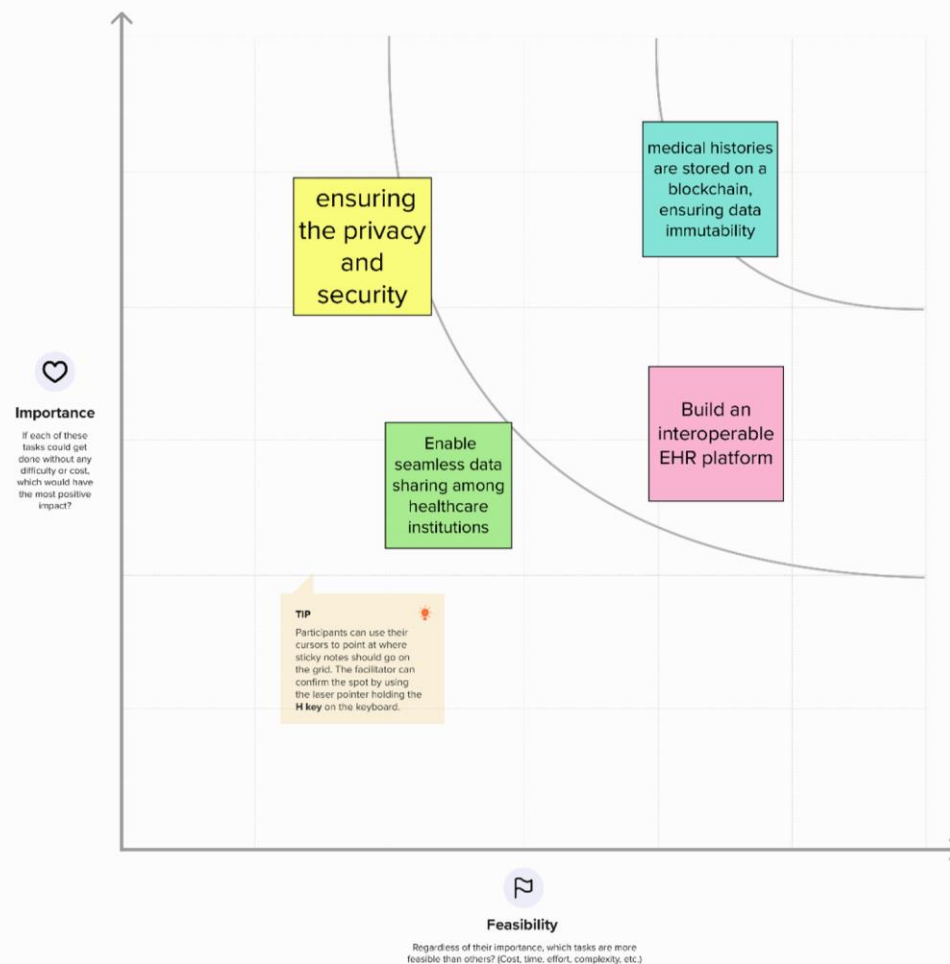 medical histories
are stored on a
blockchain,
ensuring data
immutability
ensuring
the privacy
and
security
Importance
If each of these
tasks could get
done without any
difficulty or cost,
which would have
the most positive
impact?
Build an
interoperable
EHR platform
Enable
seamless data
sharing among
healthcare
institutions
TIP
Participants can use their
cursors to point at where
sticky notes should go on
the grid. The facilitator can
confirm the spot by using
the laser pointer holding the
H key on the keyboard.
Feasibility
Regardless of their importance, which tasks are more
feasible than others? (Cost, time, effort, complexity, etc.)